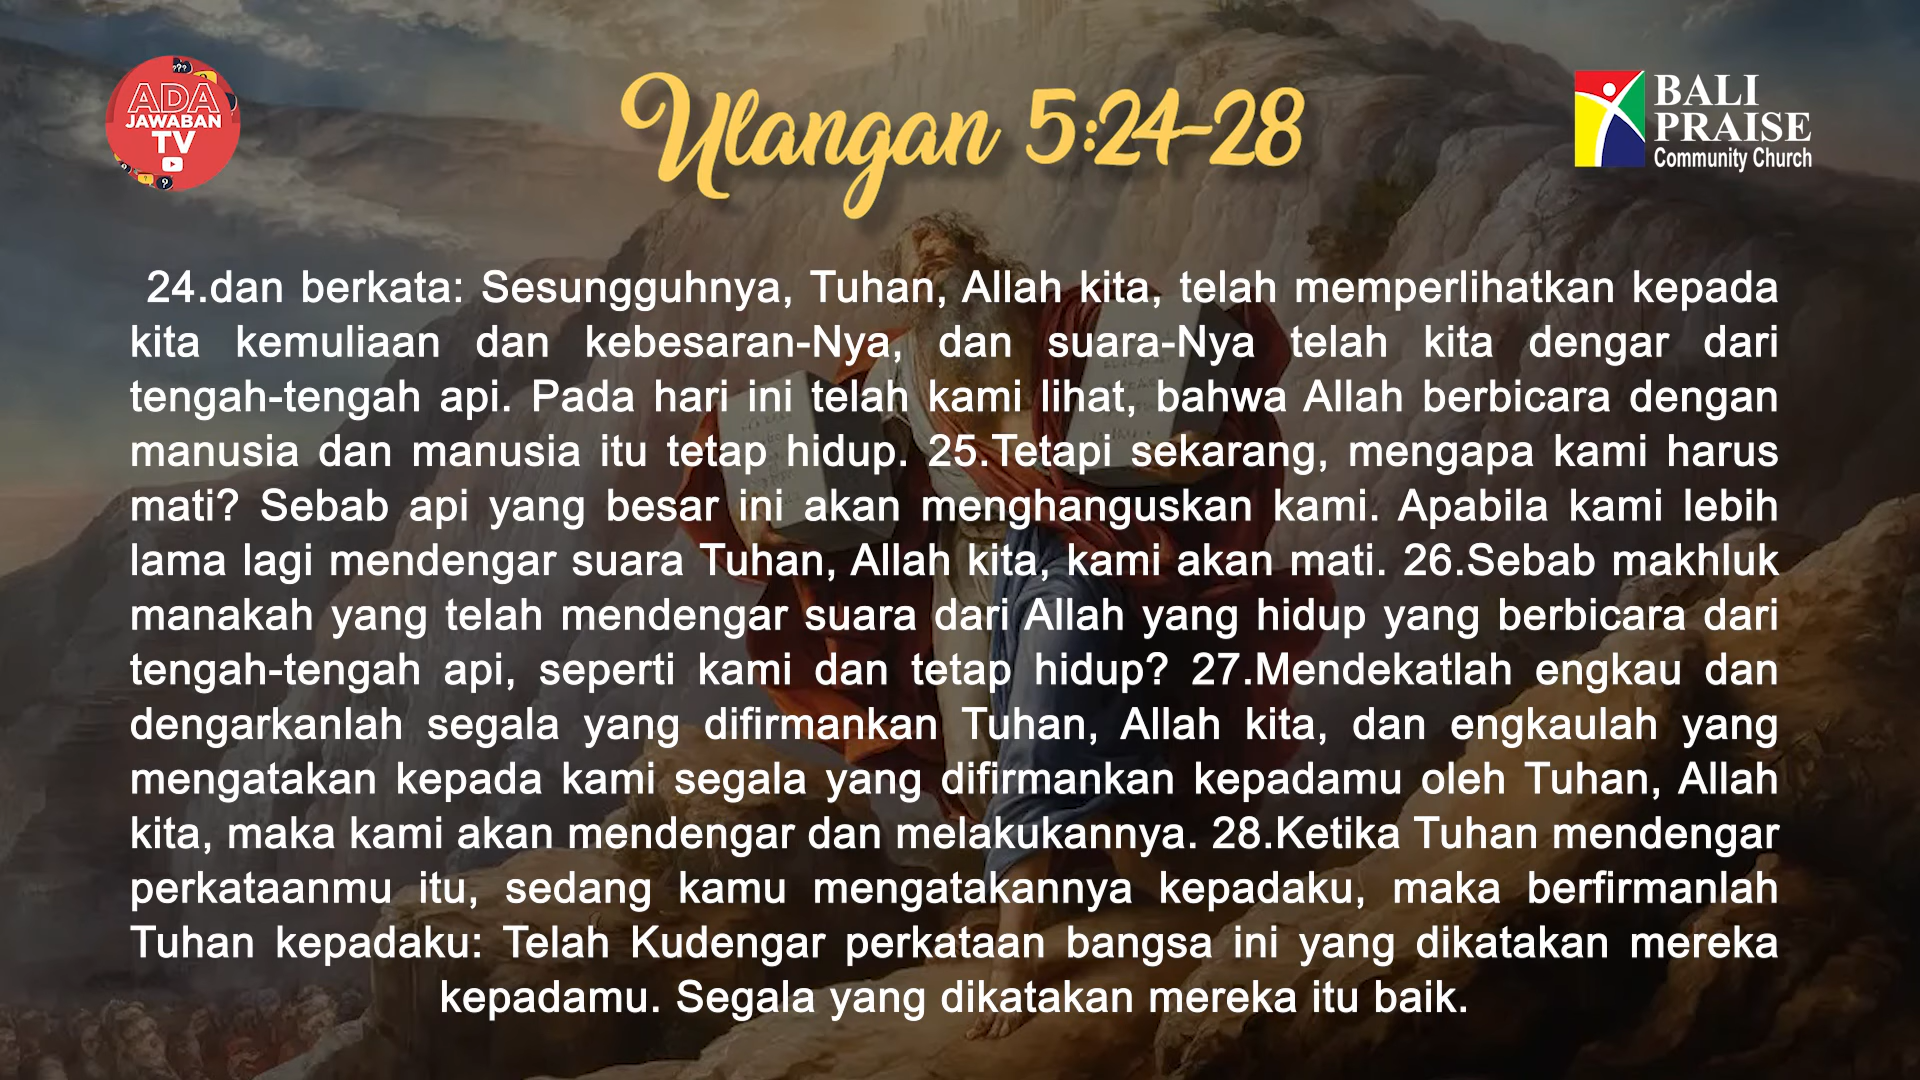 ADA
JAWABAN
TV
Ulangan 5:24-28
BALI
PRAISE
Community Church
24.dan berkata: Sesungguhnya, Tuhan, Allah kita, telah memperlihatkan kepada
kita kemuliaan dan kebesaran-Nya, dan suara-Nya telah kita dengar dari
tengah-tengah api. Pada hari ini telah kami lihat, bahwa Allah berbicara dengan
manusia dan manusia itu tetap hidup. 25.Tetapi sekarang, mengapa kami harus
mati? Sebab api yang besar ini akan menghanguskan kami. Apabila kami lebih
lama lagi mendengar suara Tuhan, Allah kita, kami akan mati. 26.Sebab makhluk
manakah yang telah mendengar suara dari Allah yang hidup yang berbicara dari
tengah-tengah api, seperti kami dan tetap hidup? 27.Mendekatlah engkau dan
dengarkanlah segala yang difirmankan Tuhan, Allah kita, dan engkaulah yang
mengatakan kepada kami segala yang difirmankan kepadamu oleh Tuhan, Allah
kita, maka kami akan mendengar dan melakukannya. 28.Ketika Tuhan mendengar
perkataanmu itu, sedang kamu mengatakannya kepadaku, maka berfirmanlah
Tuhan kepadaku: Telah Kudengar perkataan bangsa ini yang dikatakan mereka
kepadamu. Segala yang dikatakan mereka itu baik.